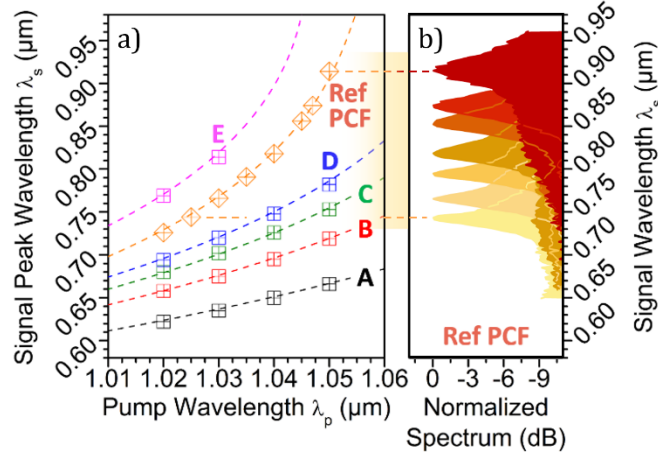 a)
b)
Signal Peak Wavelength λs (µm)
0.95
0.90
0.85
0.80
0.75
0.70
0.65
0.60
E
Ref
PCF
D
C
B
A
1.01 1.02 1.03 1.04 1.05 1.06
Pump Wavelength λp (µm)
Ref PCF
0 -3 -6 -9
Normalized
Spectrum (dB)
0.95
0.90
0.85
0.80
0.75
0.70
0.65
0.60
Signal Wavelength λs (µm)